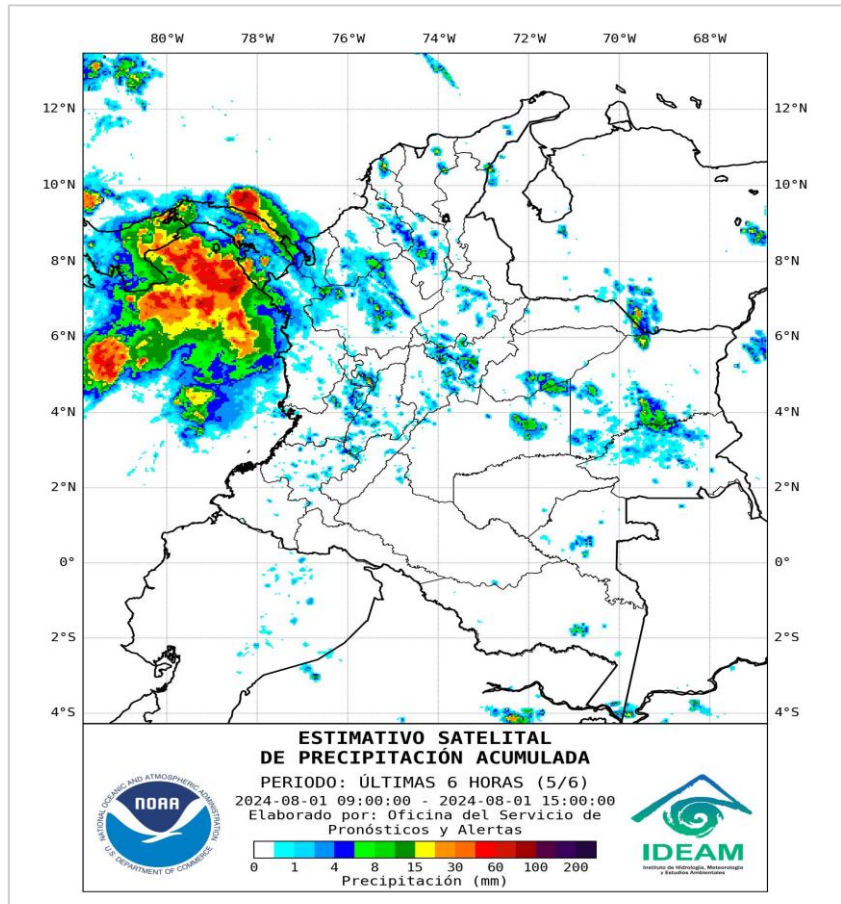 80°W 78°W 76°W 74°W 72°W 70°W 68°W
12°N 12°N
10°N 10°N
8°N 8°N
6°N 6°N
4°N 4°N
2°N 2°N
0° 0°
2°S 2°S
4°S 4°S
ESTIMATIVO SATELITAL
DE PRECIPITACIÓN ACUMULADA
PERIODO: ÚLTIMAS 6 HORAS (5/6)
2024-08-01 09:00:00 - 2024-08-01 15:00:00
Elaborado por: Oficina del Servicio de
Pronósticos y Alertas
0 1 4 8 15 30 60 100 200
Precipitación (mm)
NATIONAL OCEANIC AND ATMOSPHERIC ADMINISTRATION
NOAA
U.S. DEPARTMENT OF COMMERCE
IDEAM
Instituto de Hidrología, Meteorología
y Estudios Ambientales